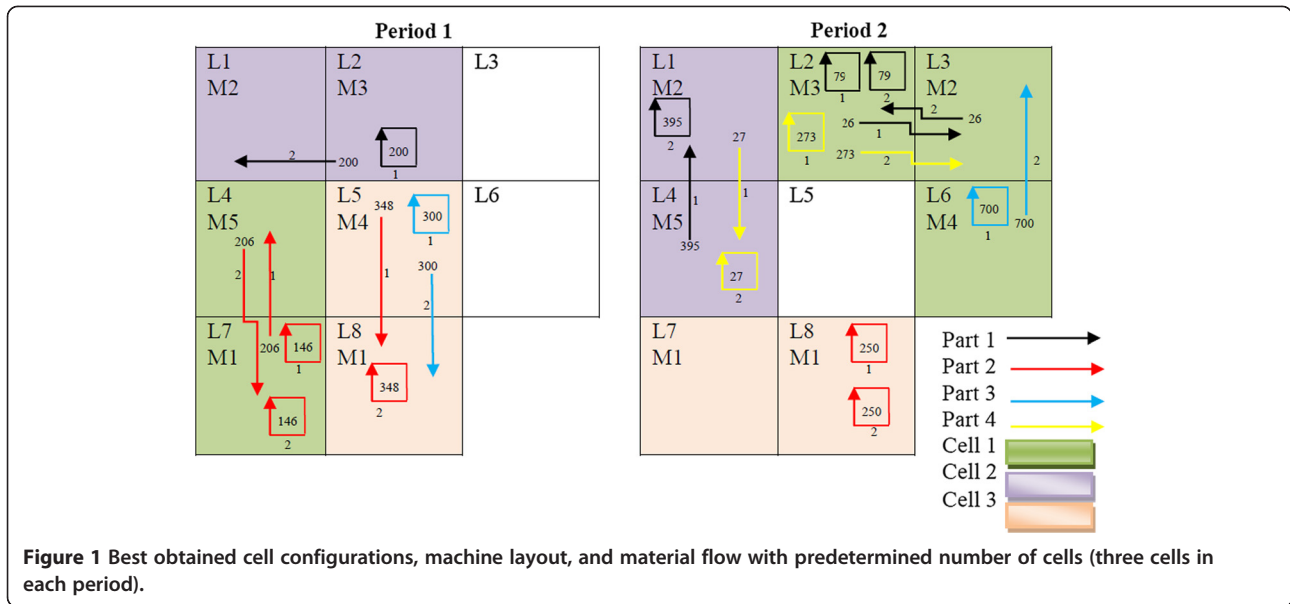 Period 1
L1
M2
L2
M3
L3
200
1
2
200
L4
M5
L5
M4
L6
206
2
1
348
300
1
1
300
2
L7
M1
206
146
1
146
2
L8
M1
348
2
Period 2
L1
M2
L2
M3
L3
M2
79
1
79
2
395
2
27
273
1
26
1
2
26
273
2
L4
M5
L5
L6
M4
1
395
1
27
2
700
1
700
2
L7
M1
L8
M1
250
1
250
2
Part 1
Part 2
Part 3
Part 4
Cell 1
Cell 2
Cell 3
Figure 1 Best obtained cell configurations, machine layout, and material flow with predetermined number of cells (three cells in
each period).